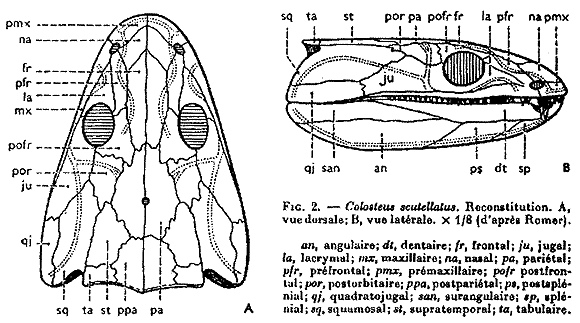 pmx
na
fr
prf
la
mx
pofr
por
ju
qj
sq ta st ppa pa
A
sq ta st por pa pofr fr la pfr na pmx
ju
qj san an ps dt sp
B
FIG. 2. — Colosteus scutellatus. Reconstitution. A,
vue dorsale; B, vue latérale. × 1/8 (d'après Romer).
an, angulaire; dt, dentaire; fr, frontal; ju, jugal;
la, lacrymal; mx, maxillaire; na, nasal; pa, pariétal;
pfr, préfrontal; pmx, prémaxillaire; pofr postfron-
tal; por, postorbitaire; ppa, postpariétal; ps, postsplé-
nial; qj, quadratojugal; san, surangulaire; sp, splé-
nial; sq, squamosal; st, supratemporal; ta, tabulaire.